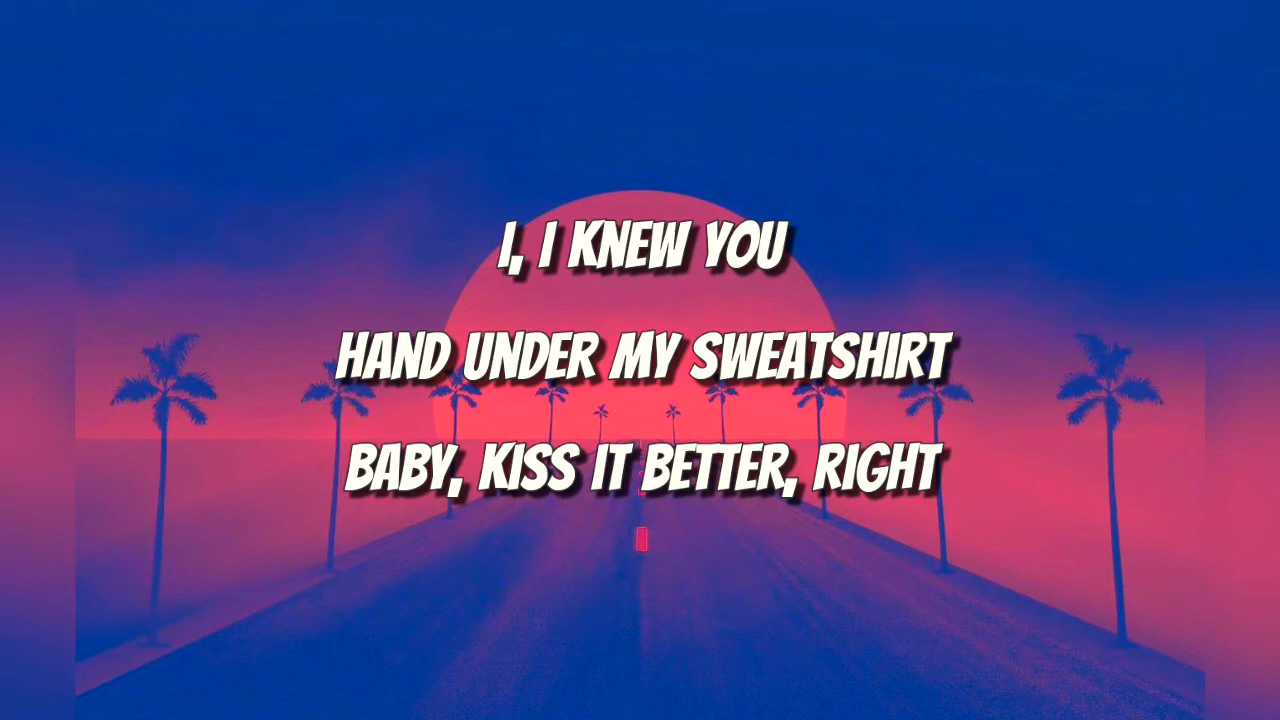 I, I KNEW YOU
HAND UNDER MY SWEATSHIRT
BABY, KISS IT BETTER, RIGHT